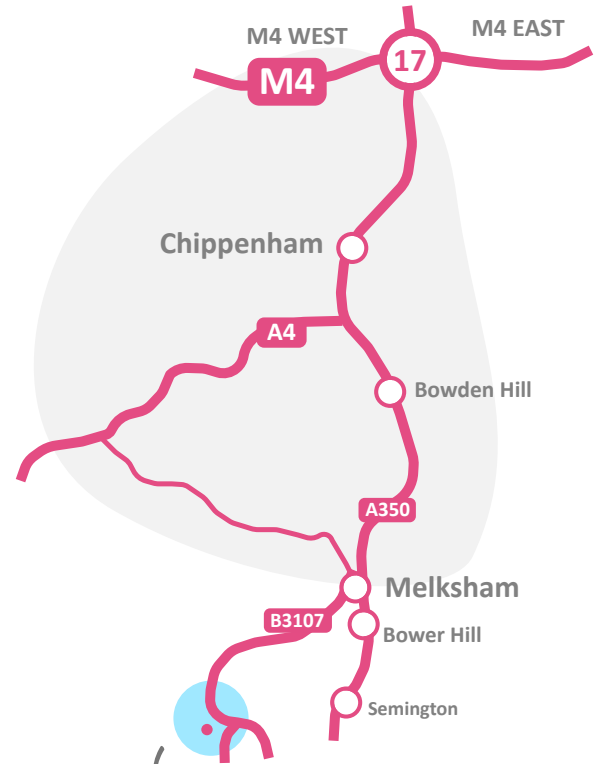 M4 WEST
M4 EAST
17
M4
Chippenham
A4
Bowden Hill
A350
Melksham
B3107
Bower Hill
Semington